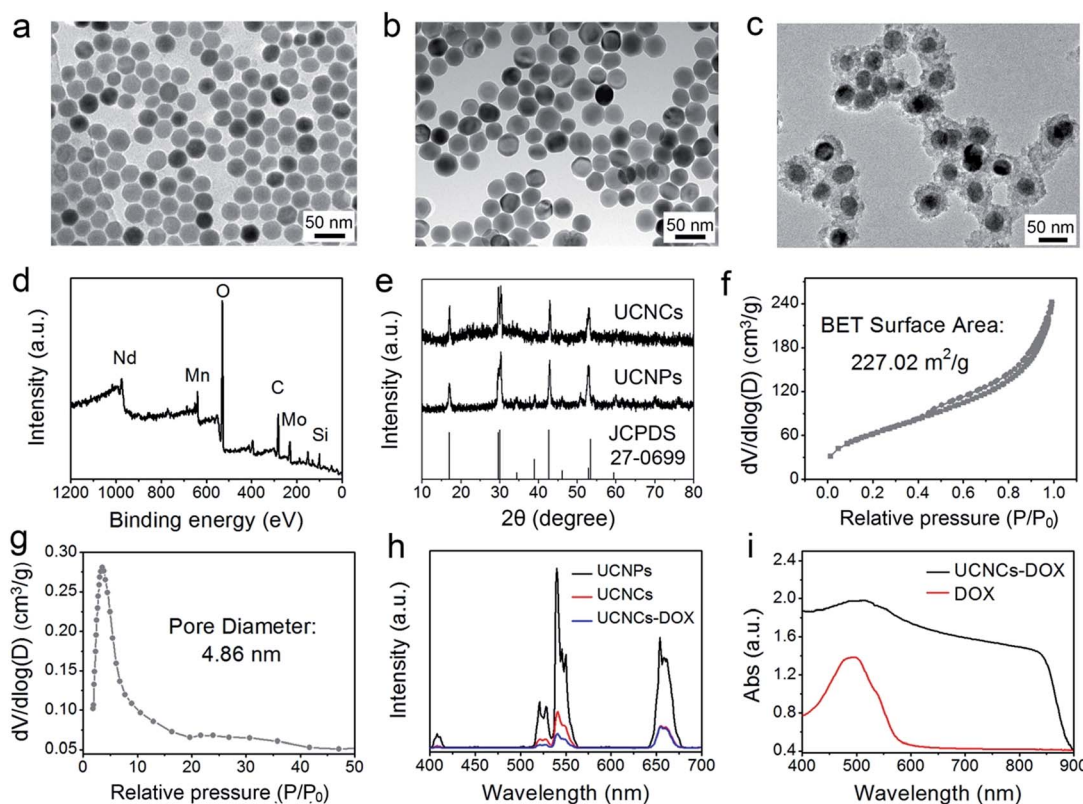 a
50 nm
b
50 nm
c
50 nm
d
Intensity (a.u.)
Nd
Mn
O
C
Mo
Si
1200 1000 800 600 400 200 0
Binding energy (eV)
e
Intensity (a.u.)
UCNCs
UCNPs
JCPDS
27-0699
10 20 30 40 50 60 70 80
2θ (degree)
f
dV/dlog(D) (cm³/g)
240
180
120
60
0
BET Surface Area:
227.02 m²/g
0.0 0.2 0.4 0.6 0.8 1.0
Relative pressure (P/P₀)
g
dV/dlog(D) (cm³/g)
0.30
0.25
0.20
0.15
0.10
0.05
Pore Diameter:
4.86 nm
0 10 20 30 40 50
Relative pressure (P/P₀)
h
Intensity (a.u.)
UCNPs
UCNCs
UCNCs-DOX
400 450 500 550 600 650 700
Wavelength (nm)
i
Abs (a.u.)
2.4
2.0
1.6
1.2
0.8
0.4
UCNCs-DOX
DOX
400 500 600 700 800 900
Wavelength (nm)